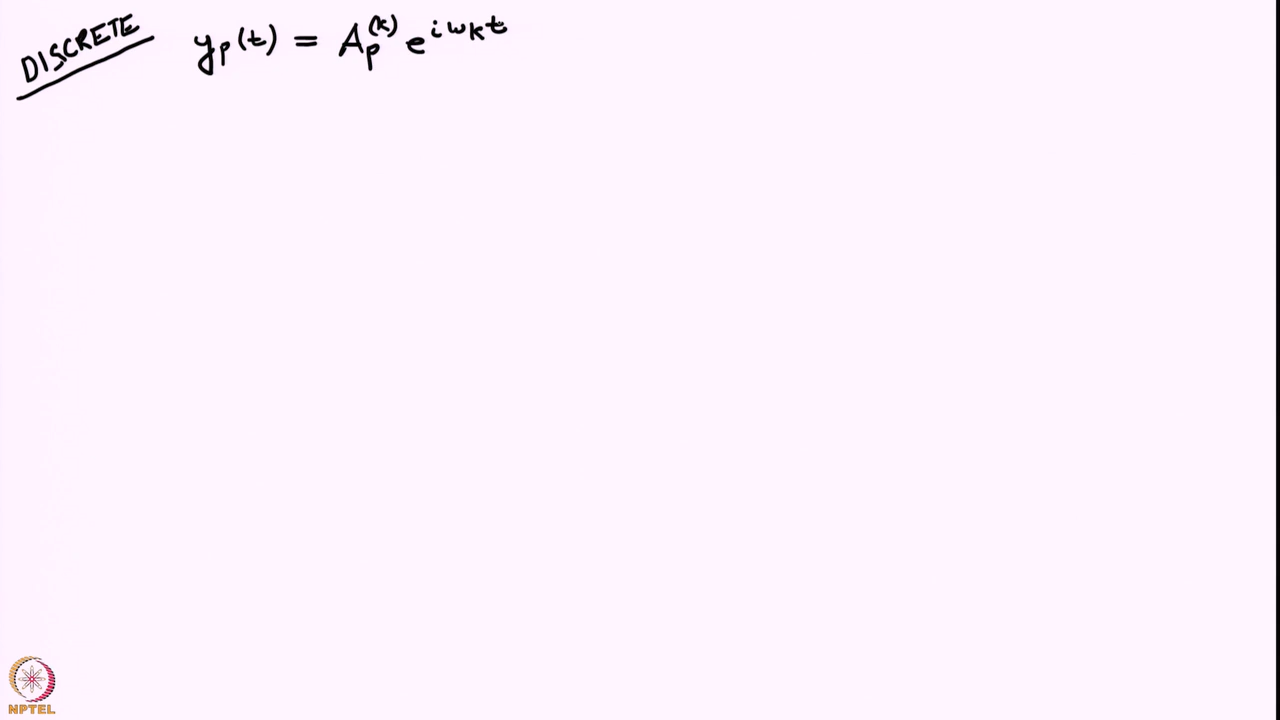 DISCRETE y_p(t) = A_p^{(k)} e^{iω_k t}
NPTEL